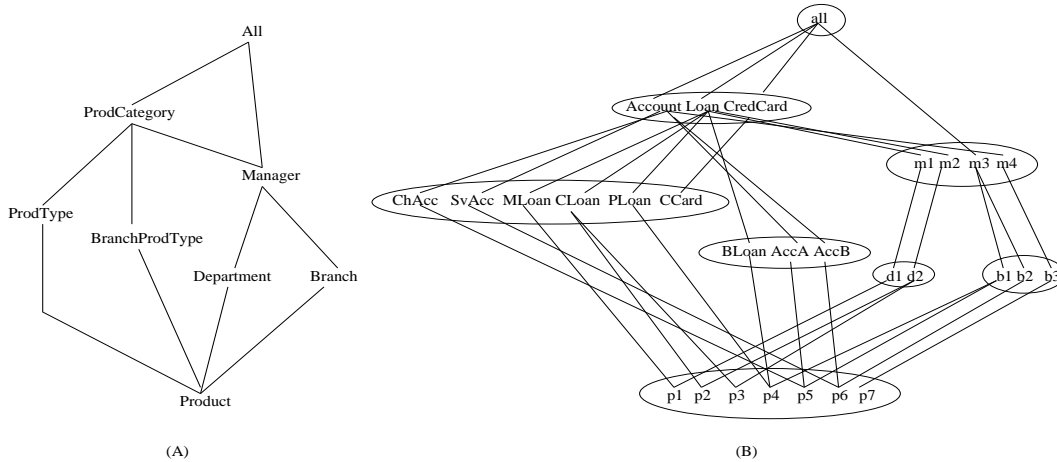 All
ProdCategory
Manager
ProdType
BranchProdType
Department
Branch
Product
(A)
all
Account Loan CredCard
m1 m2 m3 m4
ChAcc SvAcc MLoan CLoan PLoan CCard
BLoan AccA AccB
d1 d2
b1 b2 b3
p1 p2 p3 p4 p5 p6 p7
(B)